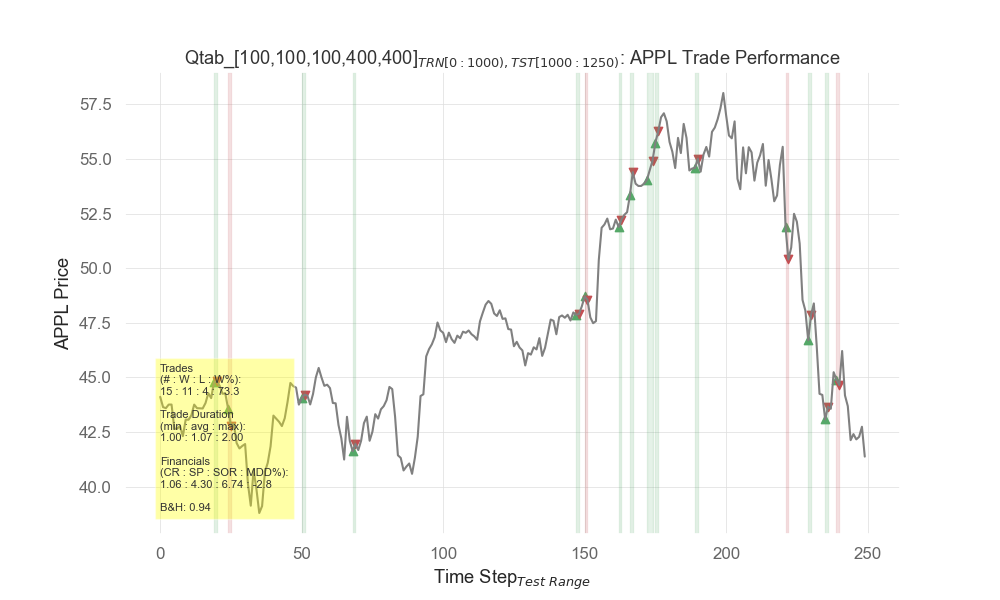 Qtab_[100,100,100,400,400]TRN[0 : 1000), TST[1000 : 1250): APPL Trade Performance
57.5
55.0
52.5
50.0
47.5
45.0
42.5
40.0
APPL Price
Trades
(# : W : L : W%):
15 : 11 : 4 : 73.3
Trade Duration
(min : avg : max):
1.00 : 1.07 : 2.00
Financials
(CR : SP : SOR : MDD%):
1.06 : 4.30 : 6.74 : -2.8
B&H: 0.94
0 50 100 150 200 250
Time Step Test Range